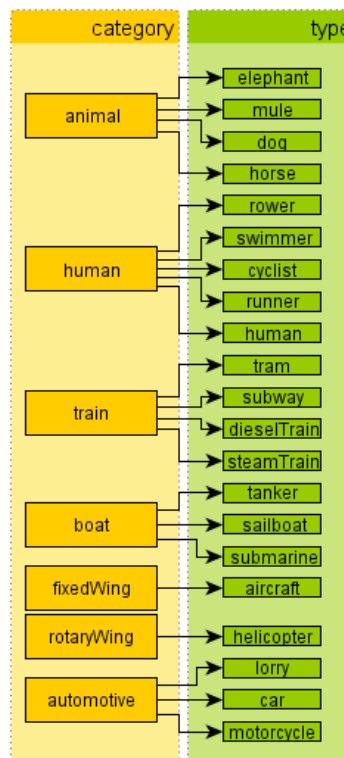 category
type
animal
elephant
mule
dog
horse
human
rower
swimmer
cyclist
runner
human
train
tram
subway
dieselTrain
steamTrain
boat
tanker
sailboat
submarine
fixedWing
aircraft
rotaryWing
helicopter
automotive
lorry
car
motorcycle